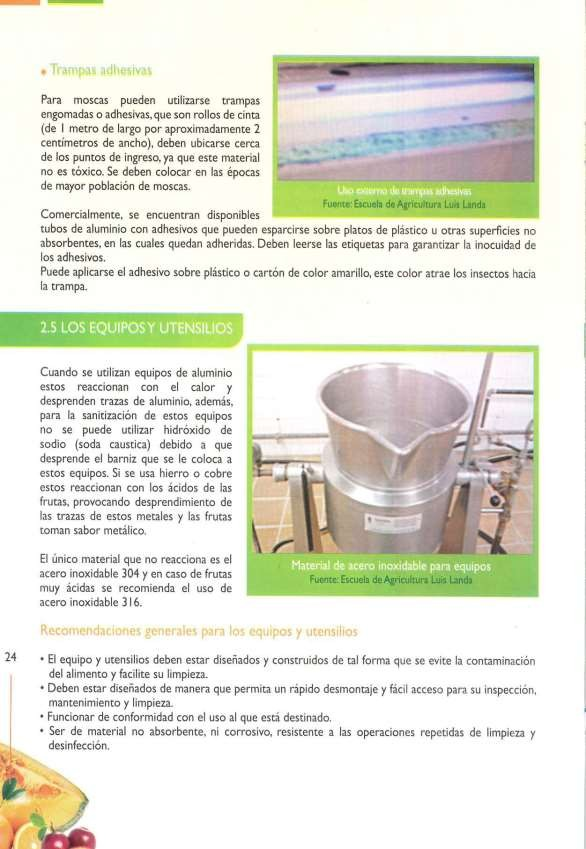 • Trampas adhesivas
Para moscas pueden utilizarse trampas
engomadas o adhesivas, que son rollos de cinta
(de 1 metro de largo por aproximadamente 2
centímetros de ancho), deben ubicarse cerca
de los puntos de ingreso, ya que este material
no es tóxico. Se deben colocar en las épocas
de mayor población de moscas.
Uso externo de trampas adhesivas
Fuente: Escuela de Agricultura Luis Landa
Comercialmente, se encuentran disponibles
tubos de aluminio con adhesivos que pueden esparcirse sobre platos de plástico u otras superficies no
absorbentes, en las cuales quedan adheridas. Deben leerse las etiquetas para garantizar la inocuidad de
los adhesivos.
Puede aplicarse el adhesivo sobre plástico o cartón de color amarillo, este color atrae los insectos hacia
la trampa.
2.5 LOS EQUIPOS Y UTENSILIOS
Cuando se utilizan equipos de aluminio
estos reaccionan con el calor y
desprenden trazas de aluminio, además,
para la sanitización de estos equipos
no se puede utilizar hidróxido de
sodio (soda caustica) debido a que
desprende el barniz que se le coloca a
estos equipos. Si se usa hierro o cobre
estos reaccionan con los ácidos de las
frutas, provocando desprendimiento de
las trazas de estos metales y las frutas
toman sabor metálico.
El único material que no reacciona es el
acero inoxidable 304 y en caso de frutas
muy ácidas se recomienda el uso de
acero inoxidable 316.
Material de acero inoxidable para equipos
Fuente: Escuela de Agricultura Luis Landa
Recomendaciones generales para los equipos y utensilios
• El equipo y utensilios deben estar diseñados y construidos de tal forma que se evite la contaminación
del alimento y facilite su limpieza.
• Deben estar diseñados de manera que permita un rápido desmontaje y fácil acceso para su inspección,
mantenimiento y limpieza.
• Funcionar de conformidad con el uso al que está destinado.
• Ser de material no absorbente, ni corrosivo, resistente a las operaciones repetidas de limpieza y
desinfección.
24